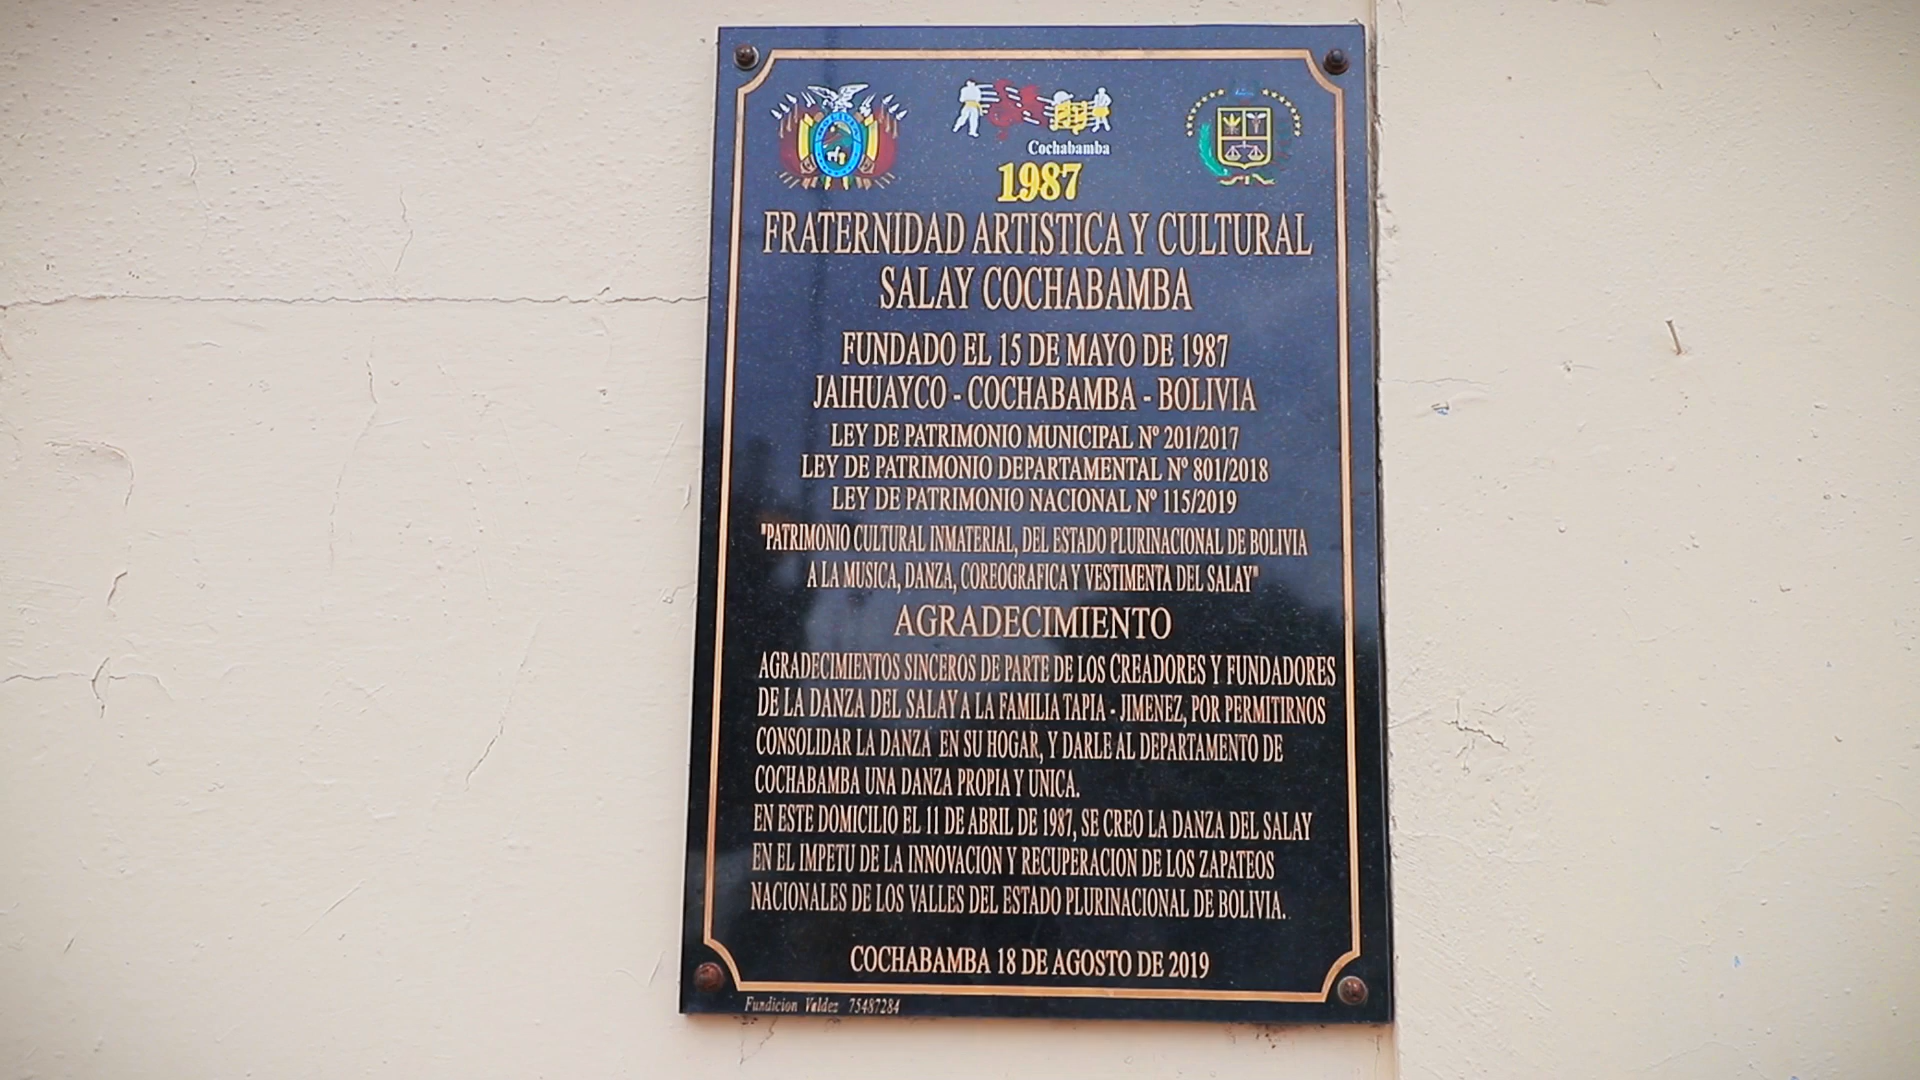 Cochabamba
1987
FRATERNIDAD ARTISTICA Y CULTURAL
SALAY COCHABAMBA
FUNDADO EL 15 DE MAYO DE 1987
JAIHUAYCO - COCHABAMBA - BOLIVIA
LEY DE PATRIMONIO MUNICIPAL Nº 201/2017
LEY DE PATRIMONIO DEPARTAMENTAL Nº 801/2018
LEY DE PATRIMONIO NACIONAL Nº 115/2019
"PATRIMONIO CULTURAL INMATERIAL, DEL ESTADO PLURINACIONAL DE BOLIVIA
A LA MUSICA, DANZA, COREOGRAFICA Y VESTIMENTA DEL SALAY"
AGRADECIMIENTO
AGRADECIMIENTOS SINCEROS DE PARTE DE LOS CREADORES Y FUNDADORES
DE LA DANZA DEL SALAY A LA FAMILIA TAPIA - JIMENEZ, POR PERMITIRNOS
CONSOLIDAR LA DANZA EN SU HOGAR, Y DARLE AL DEPARTAMENTO DE
COCHABAMBA UNA DANZA PROPIA Y UNICA.
EN ESTE DOMICILIO EL 11 DE ABRIL DE 1987, SE CREO LA DANZA DEL SALAY
EN EL IMPETU DE LA INNOVACION Y RECUPERACION DE LOS ZAPATEOS
NACIONALES DE LOS VALLES DEL ESTADO PLURINACIONAL DE BOLIVIA.
COCHABAMBA 18 DE AGOSTO DE 2019
Fundicion Valdez 75487284